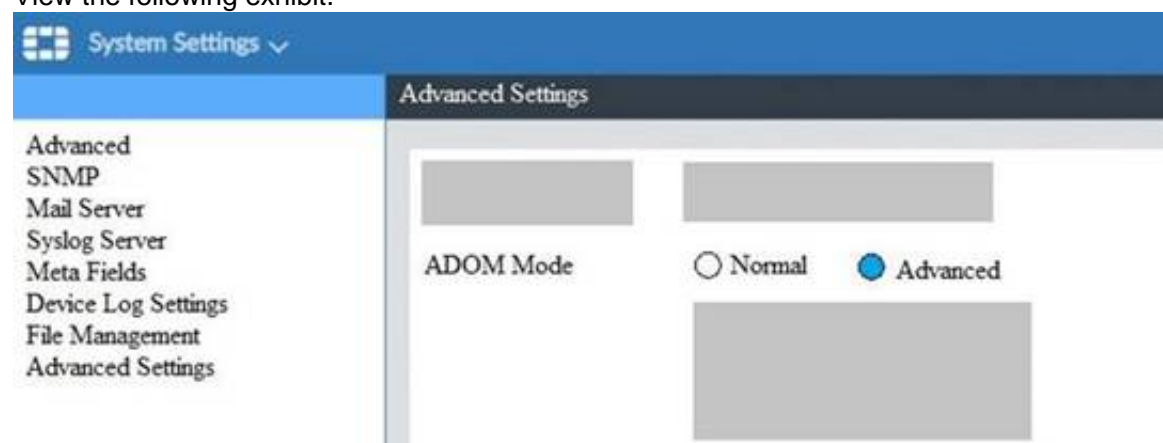 View the following exhibit.
System Settings
Advanced Settings
Advanced
SNMP
Mail Server
Syslog Server
Meta Fields
Device Log Settings
File Management
Advanced Settings
ADOM Mode
Normal
Advanced